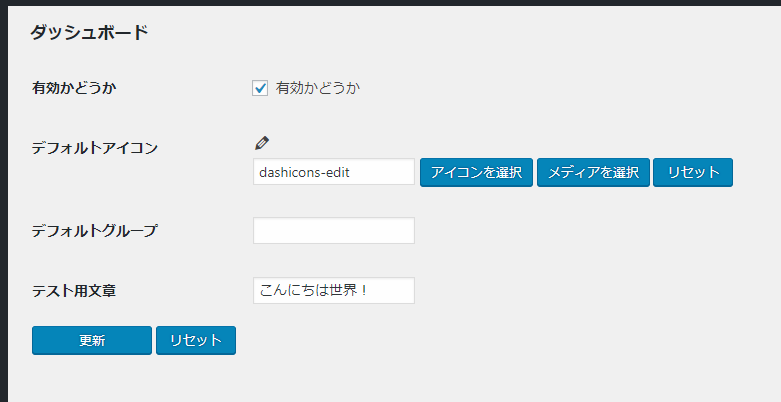 ダッシュボード
有効かどうか 有効かどうか
デフォルトアイコン
dashicons-edit アイコンを選択 メディアを選択 リセット
デフォルトグループ
テスト用文章 こんにちは世界！
更新 リセット